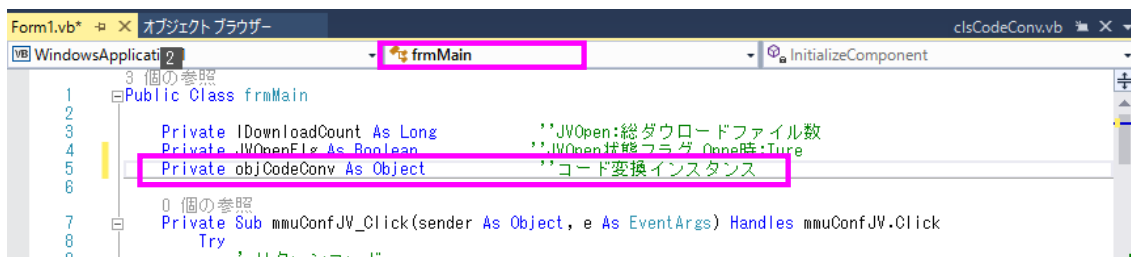 Form1.vb* オブジェクト ブラウザー clsCodeConv.vb
VB WindowsApplicati 2 frmMain InitializeComponent
3 個の参照
1 Public Class frmMain
2
3 Private lDownloadCount As Long ''JVOpen:総ダウロードファイル数
4 Private JVOpenFlg As Boolean ''JVOpen状態フラグ Opne時:Ture
5 Private objCodeConv As Object ''コード変換インスタンス
6
0 個の参照
7 Private Sub mmuConfJV_Click(sender As Object, e As EventArgs) Handles mmuConfJV.Click
8 Try